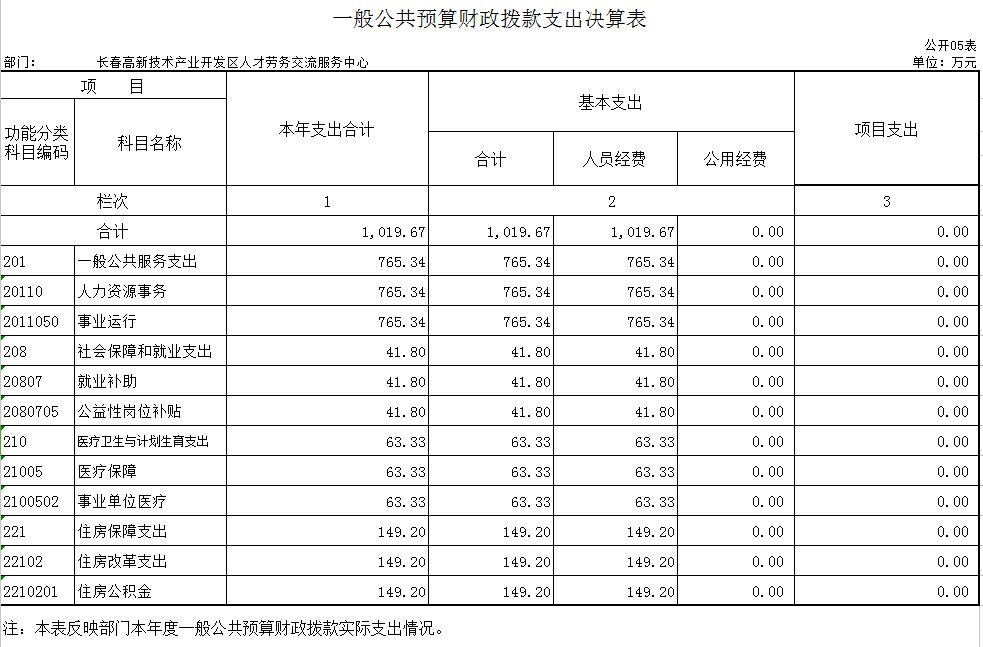 一般公共预算财政拨款支出决算表
公开05表
部门： 长春高新技术产业开发区人才劳务交流服务中心 单位：万元
项 目 本年支出合计 基本支出 项目支出
功能分类科目编码 科目名称 合计 人员经费 公用经费
栏次 1 2 3
合计 1,019.67 1,019.67 1,019.67 0.00 0.00
201 一般公共服务支出 765.34 765.34 765.34 0.00 0.00
20110 人力资源事务 765.34 765.34 765.34 0.00 0.00
2011050 事业运行 765.34 765.34 765.34 0.00 0.00
208 社会保障和就业支出 41.80 41.80 41.80 0.00 0.00
20807 就业补助 41.80 41.80 41.80 0.00 0.00
2080705 公益性岗位补贴 41.80 41.80 41.80 0.00 0.00
210 医疗卫生与计划生育支出 63.33 63.33 63.33 0.00 0.00
21005 医疗保障 63.33 63.33 63.33 0.00 0.00
2100502 事业单位医疗 63.33 63.33 63.33 0.00 0.00
221 住房保障支出 149.20 149.20 149.20 0.00 0.00
22102 住房改革支出 149.20 149.20 149.20 0.00 0.00
2210201 住房公积金 149.20 149.20 149.20 0.00 0.00
注：本表反映部门本年度一般公共预算财政拨款实际支出情况。